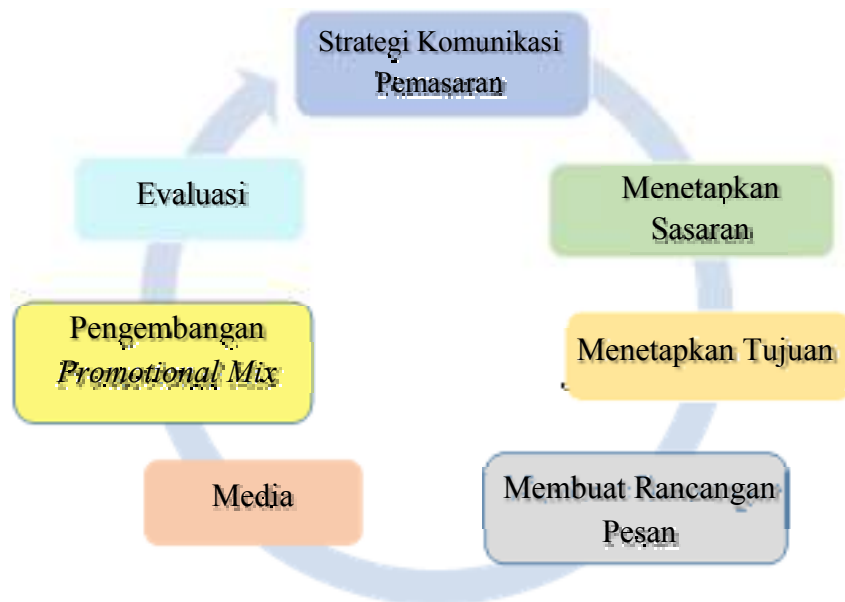 Strategi Komunikasi
Pemasaran
Menetapkan
Sasaran
Menetapkan Tujuan
Membuat Rancangan
Pesan
Media
Pengembangan
Promotional Mix
Evaluasi